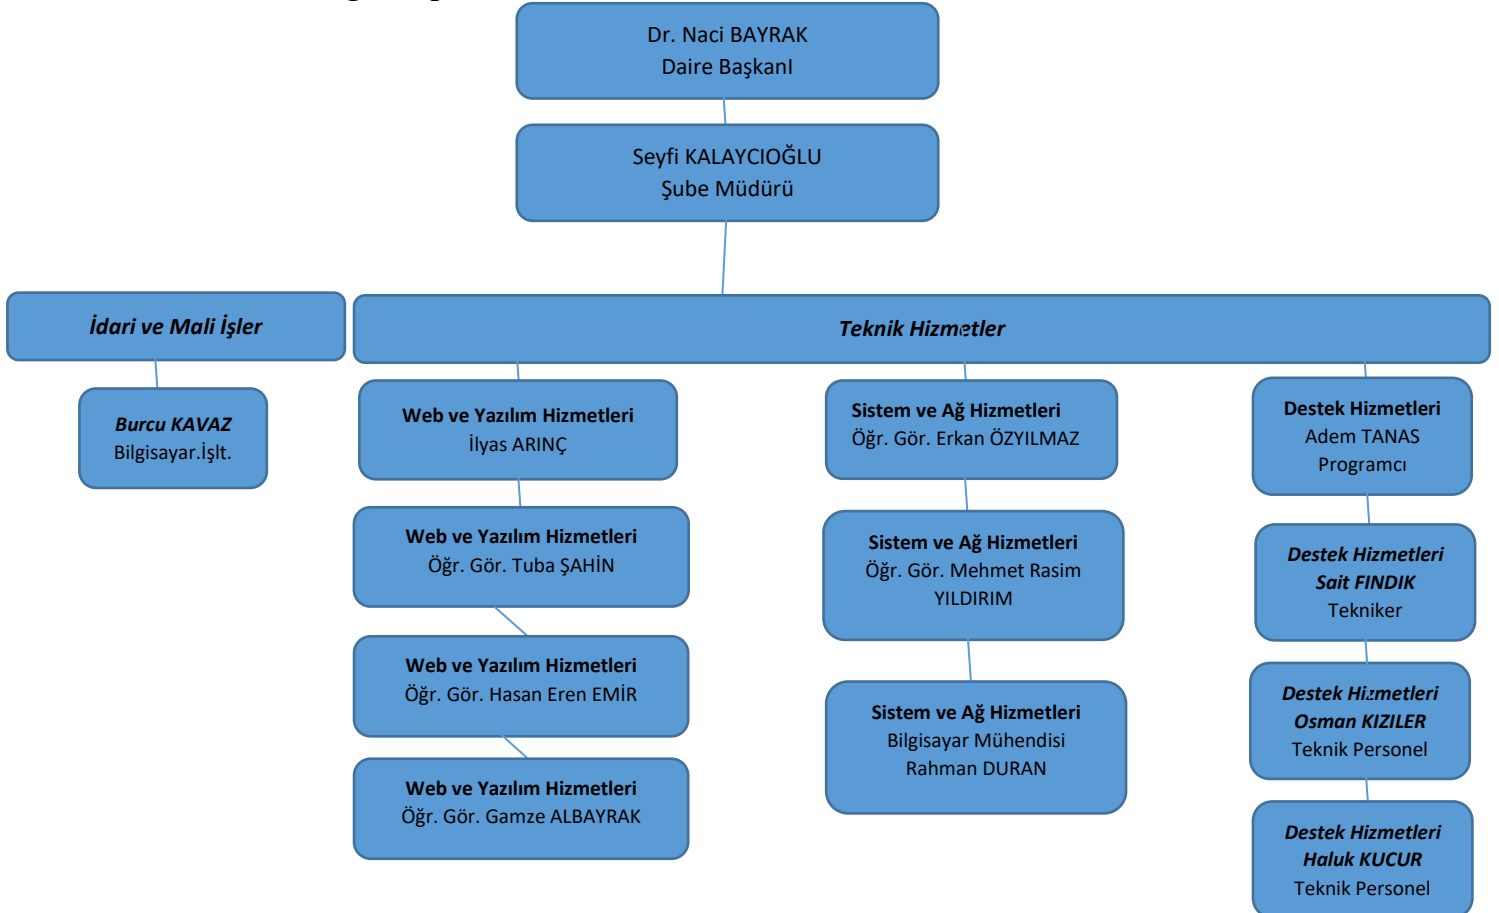 Dr. Naci BAYRAK
Daire BaşkanI
Seyfi KALAYCIOĞLU
Şube Müdürü
İdari ve Mali İşler
Teknik Hizmetler
Burcu KAVAZ
Bilgisayar.İşlt.
Web ve Yazılım Hizmetleri
İlyas ARINÇ
Web ve Yazılım Hizmetleri
Öğr. Gör. Tuba ŞAHİN
Web ve Yazılım Hizmetleri
Öğr. Gör. Hasan Eren EMİR
Web ve Yazılım Hizmetleri
Öğr. Gör. Gamze ALBAYRAK
Sistem ve Ağ Hizmetleri
Öğr. Gör. Erkan ÖZYILMAZ
Sistem ve Ağ Hizmetleri
Öğr. Gör. Mehmet Rasim
YILDIRIM
Sistem ve Ağ Hizmetleri
Bilgisayar Mühendisi
Rahman DURAN
Destek Hizmetleri
Adem TANAS
Programcı
Destek Hizmetleri
Sait FINDIK
Tekniker
Destek Hizmetleri
Osman KIZILER
Teknik Personel
Destek Hizmetleri
Haluk KUCUR
Teknik Personel